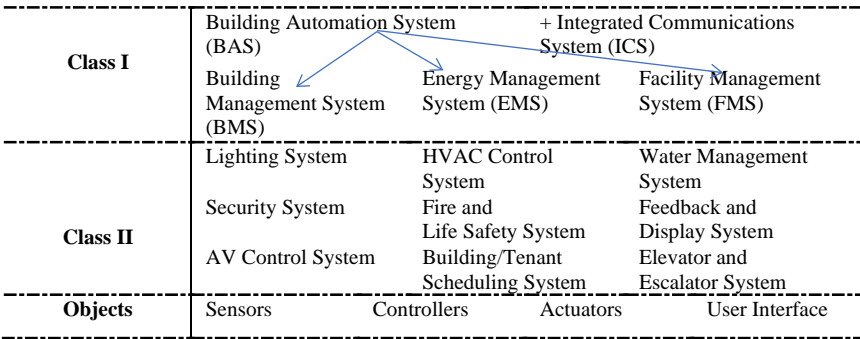 Class I
Building Automation System (BAS)
+ Integrated Communications System (ICS)
Building Management System (BMS)
Energy Management System (EMS)
Facility Management System (FMS)
Class II
Lighting System
HVAC Control System
Water Management System
Security System
Fire and Life Safety System
Feedback and Display System
AV Control System
Building/Tenant Scheduling System
Elevator and Escalator System
Objects
Sensors
Controllers
Actuators
User Interface